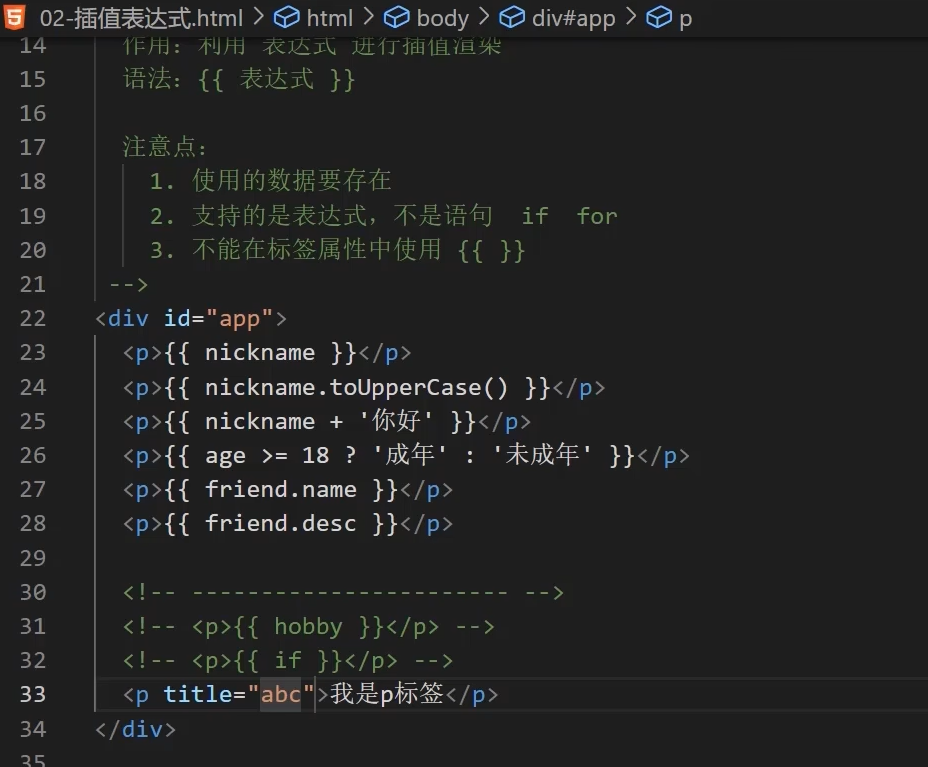 02-插值表达式.html > html > body > div#app > p
14 作用：利用 表达式 进行插值渲染
15 语法：{{ 表达式 }}
16
17 注意点：
18 1. 使用的数据要存在
19 2. 支持的是表达式，不是语句 if for
20 3. 不能在标签属性中使用 {{ }}
21 -->
22 <div id="app">
23 <p>{{ nickname }}</p>
24 <p>{{ nickname.toUpperCase() }}</p>
25 <p>{{ nickname + '你好' }}</p>
26 <p>{{ age >= 18 ? '成年' : '未成年' }}</p>
27 <p>{{ friend.name }}</p>
28 <p>{{ friend.desc }}</p>
29
30 <!-- ----------------------- -->
31 <!-- <p>{{ hobby }}</p> -->
32 <!-- <p>{{ if }}</p> -->
33 <p title="abc">我是p标签</p>
34 </div>
35